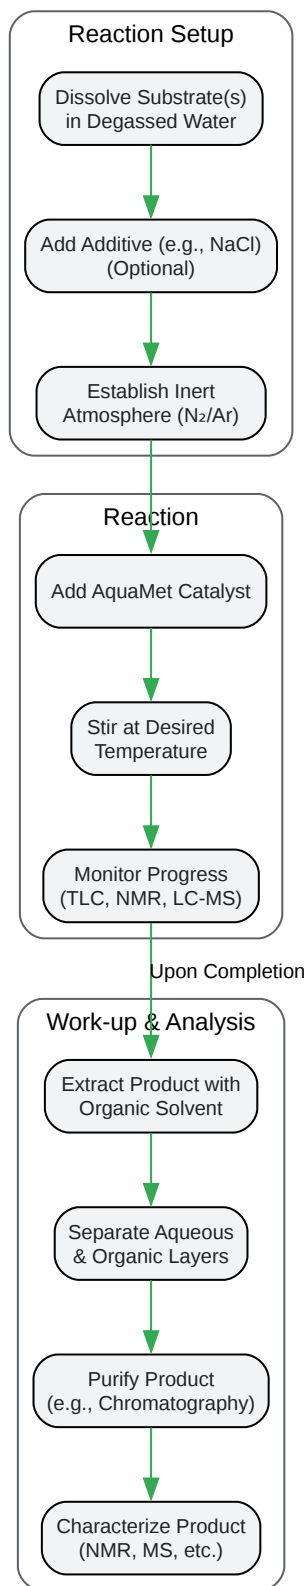 Reaction Setup
Dissolve Substrate(s)
in Degassed Water
Add Additive (e.g., NaCl)
(Optional)
Establish Inert
Atmosphere (N₂/Ar)
Reaction
Add AquaMet Catalyst
Stir at Desired
Temperature
Monitor Progress
(TLC, NMR, LC-MS)
Upon Completion
Work-up & Analysis
Extract Product with
Organic Solvent
Separate Aqueous
& Organic Layers
Purify Product
(e.g., Chromatography)
Characterize Product
(NMR, MS, etc.)